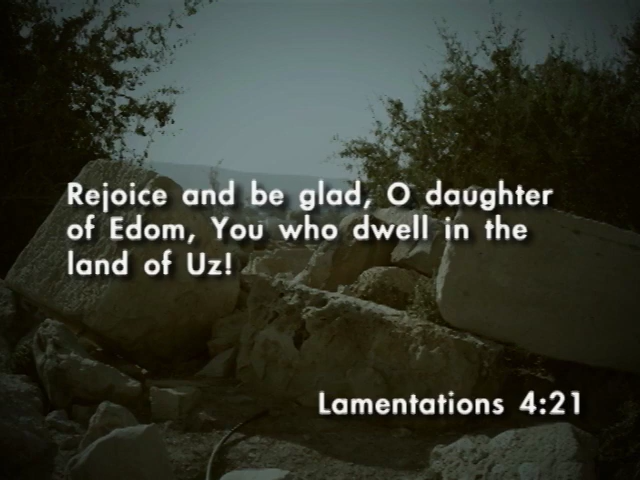 Rejoice and be glad, O daughter
of Edom, You who dwell in the
land of Uz!
Lamentations 4:21